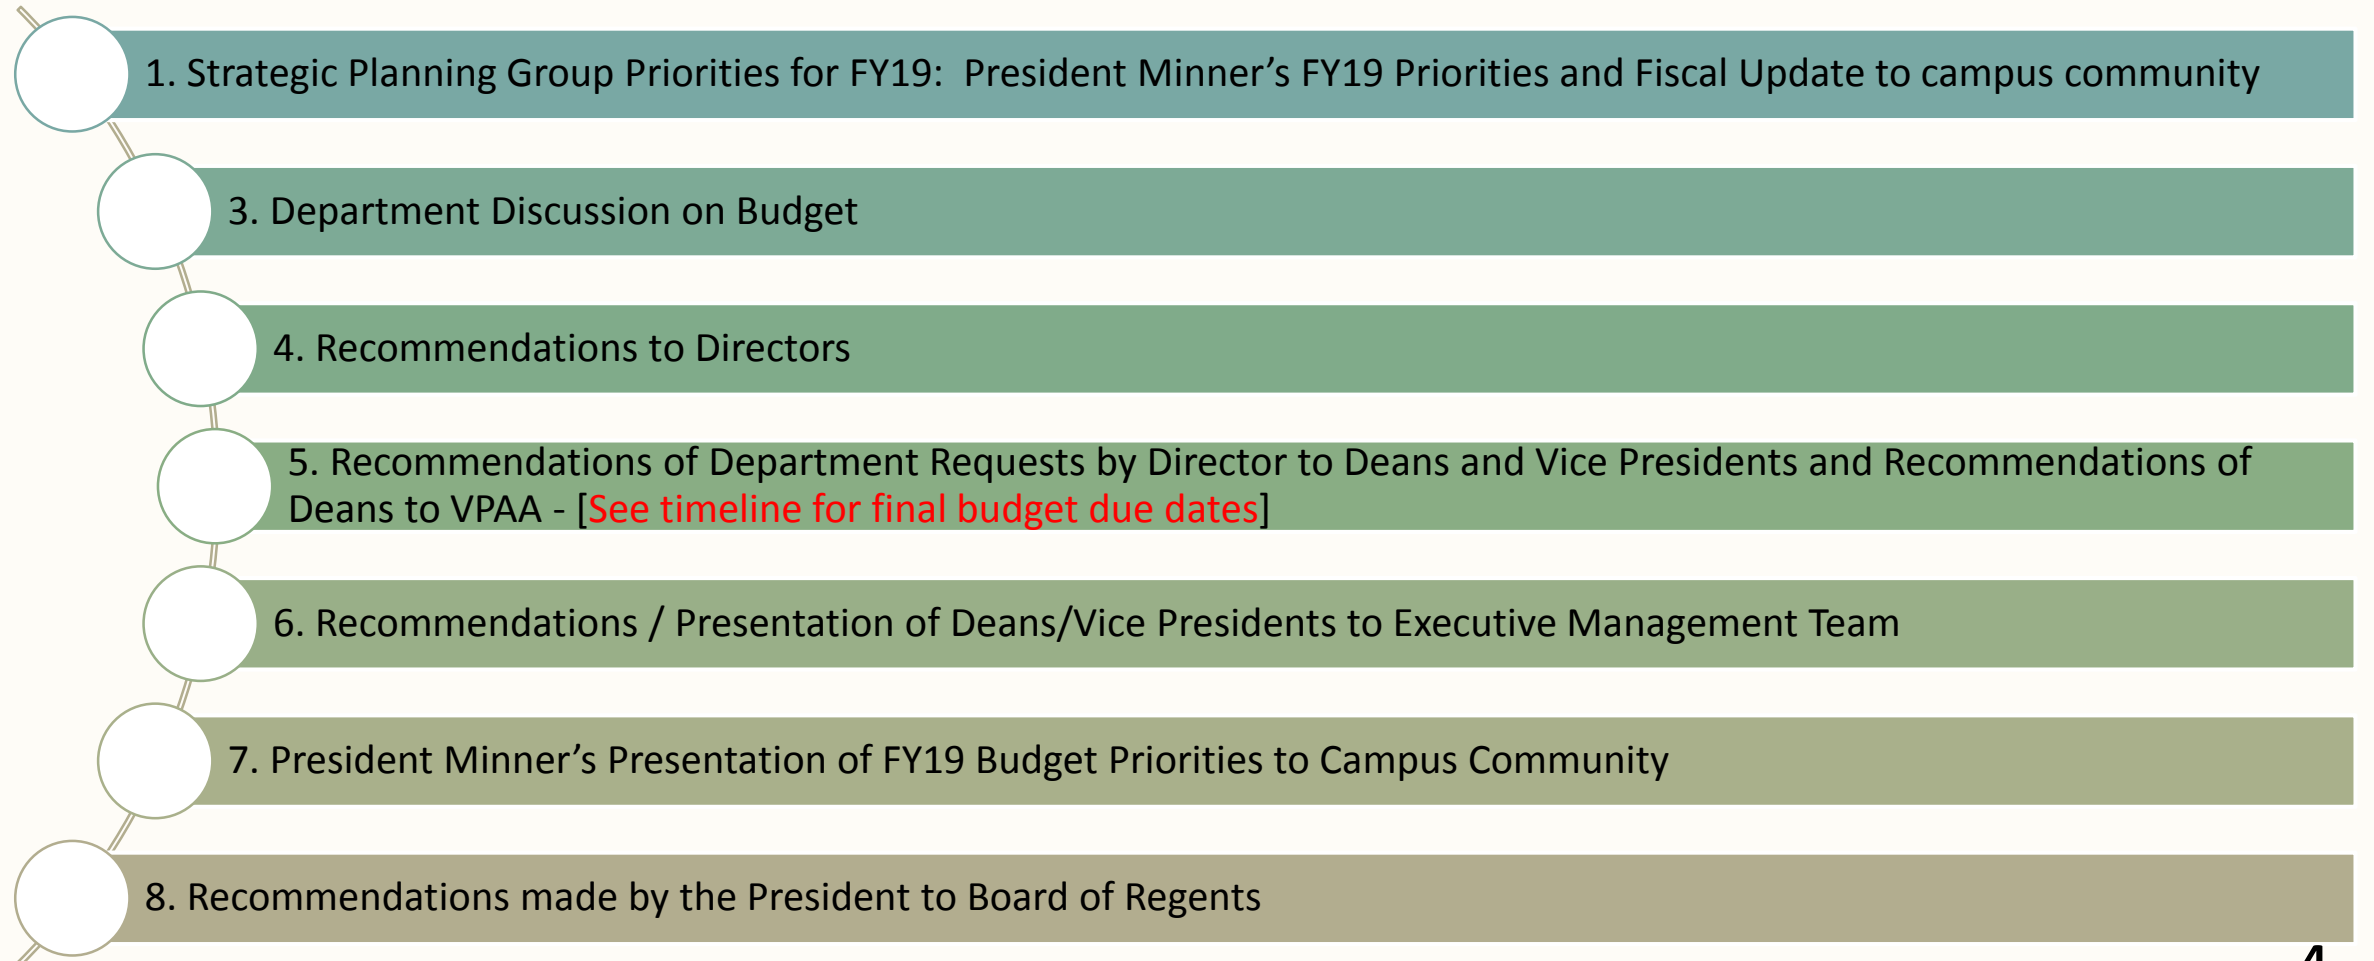 1. Strategic Planning Group Priorities for FY19:  President Minner’s FY19 Priorities and Fiscal Update to campus community
3. Department Discussion on Budget
4. Recommendations to Directors
5. Recommendations of Department Requests by Director to Deans and Vice Presidents and Recommendations of
Deans to VPAA - [See timeline for final budget due dates]
6. Recommendations / Presentation of Deans/Vice Presidents to Executive Management Team
7. President Minner’s Presentation of FY19 Budget Priorities to Campus Community
8. Recommendations made by the President to Board of Regents
4